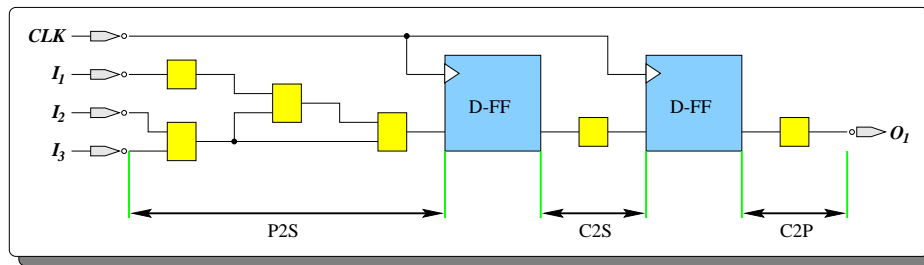 CLK
I1
I2
I3
D-FF
D-FF
O1
P2S
C2S
C2P